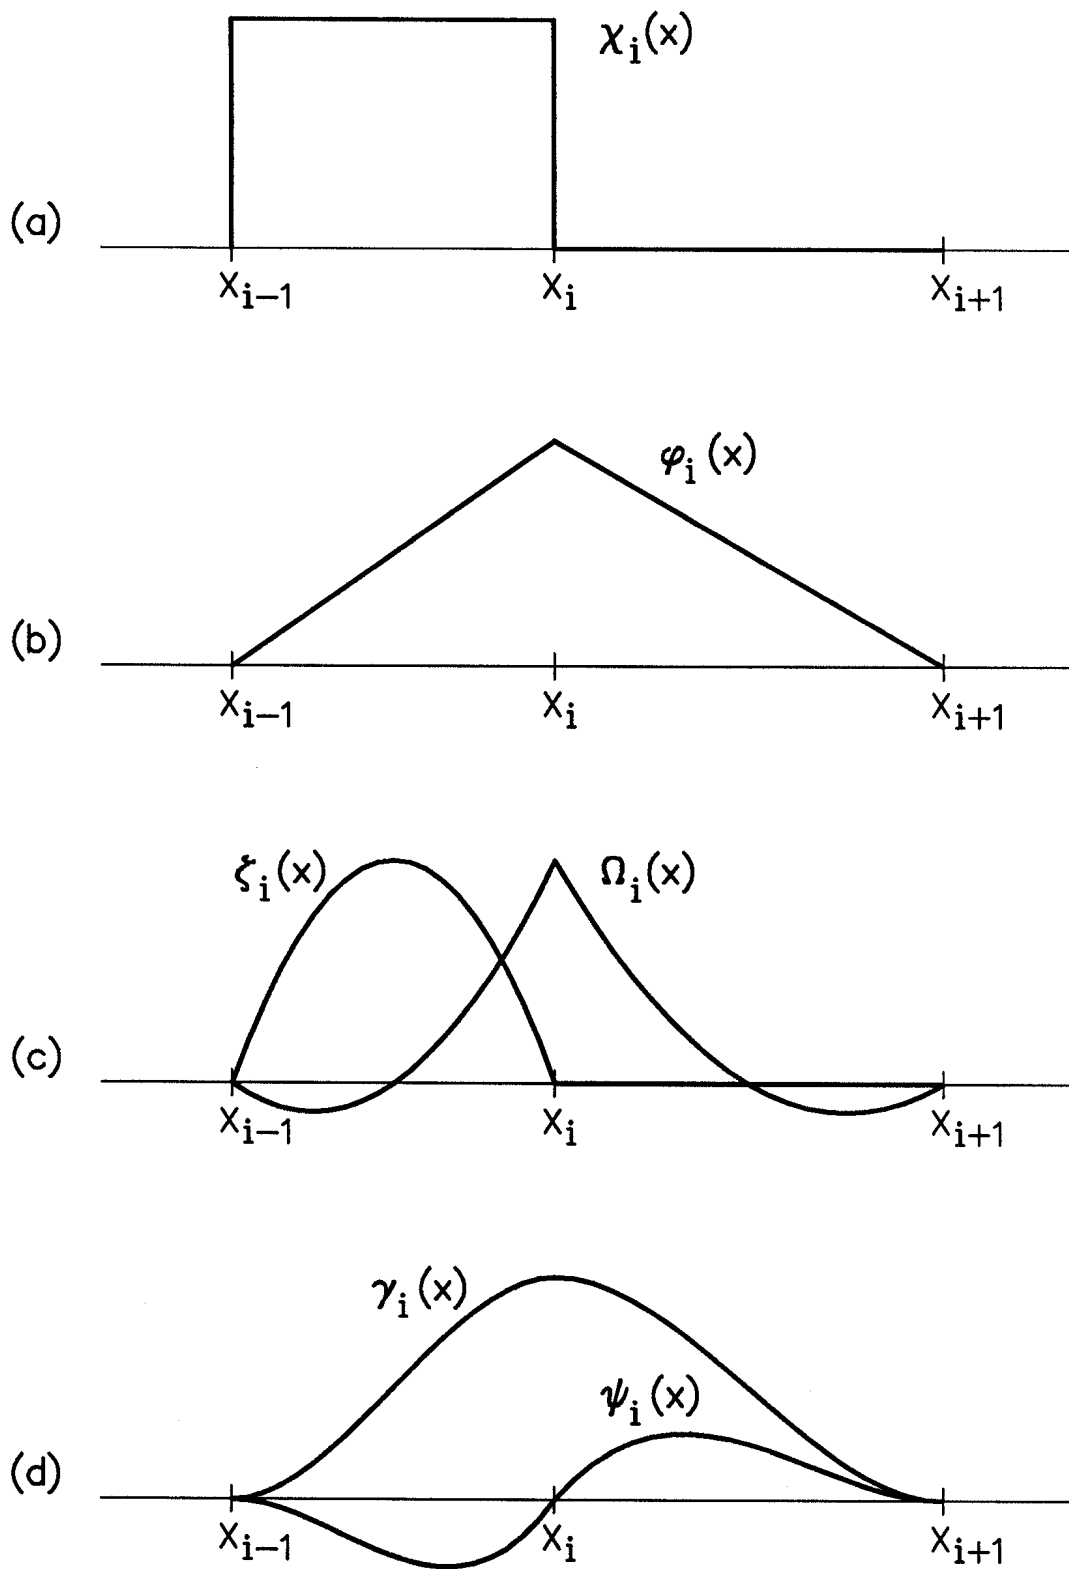 χᵢ(x)
(a)
xᵢ₋₁ xᵢ xᵢ₊₁
φᵢ(x)
(b)
xᵢ₋₁ xᵢ xᵢ₊₁
ζᵢ(x) Ωᵢ(x)
(c)
xᵢ₋₁ xᵢ xᵢ₊₁
γᵢ(x)
ψᵢ(x)
(d)
xᵢ₋₁ xᵢ xᵢ₊₁